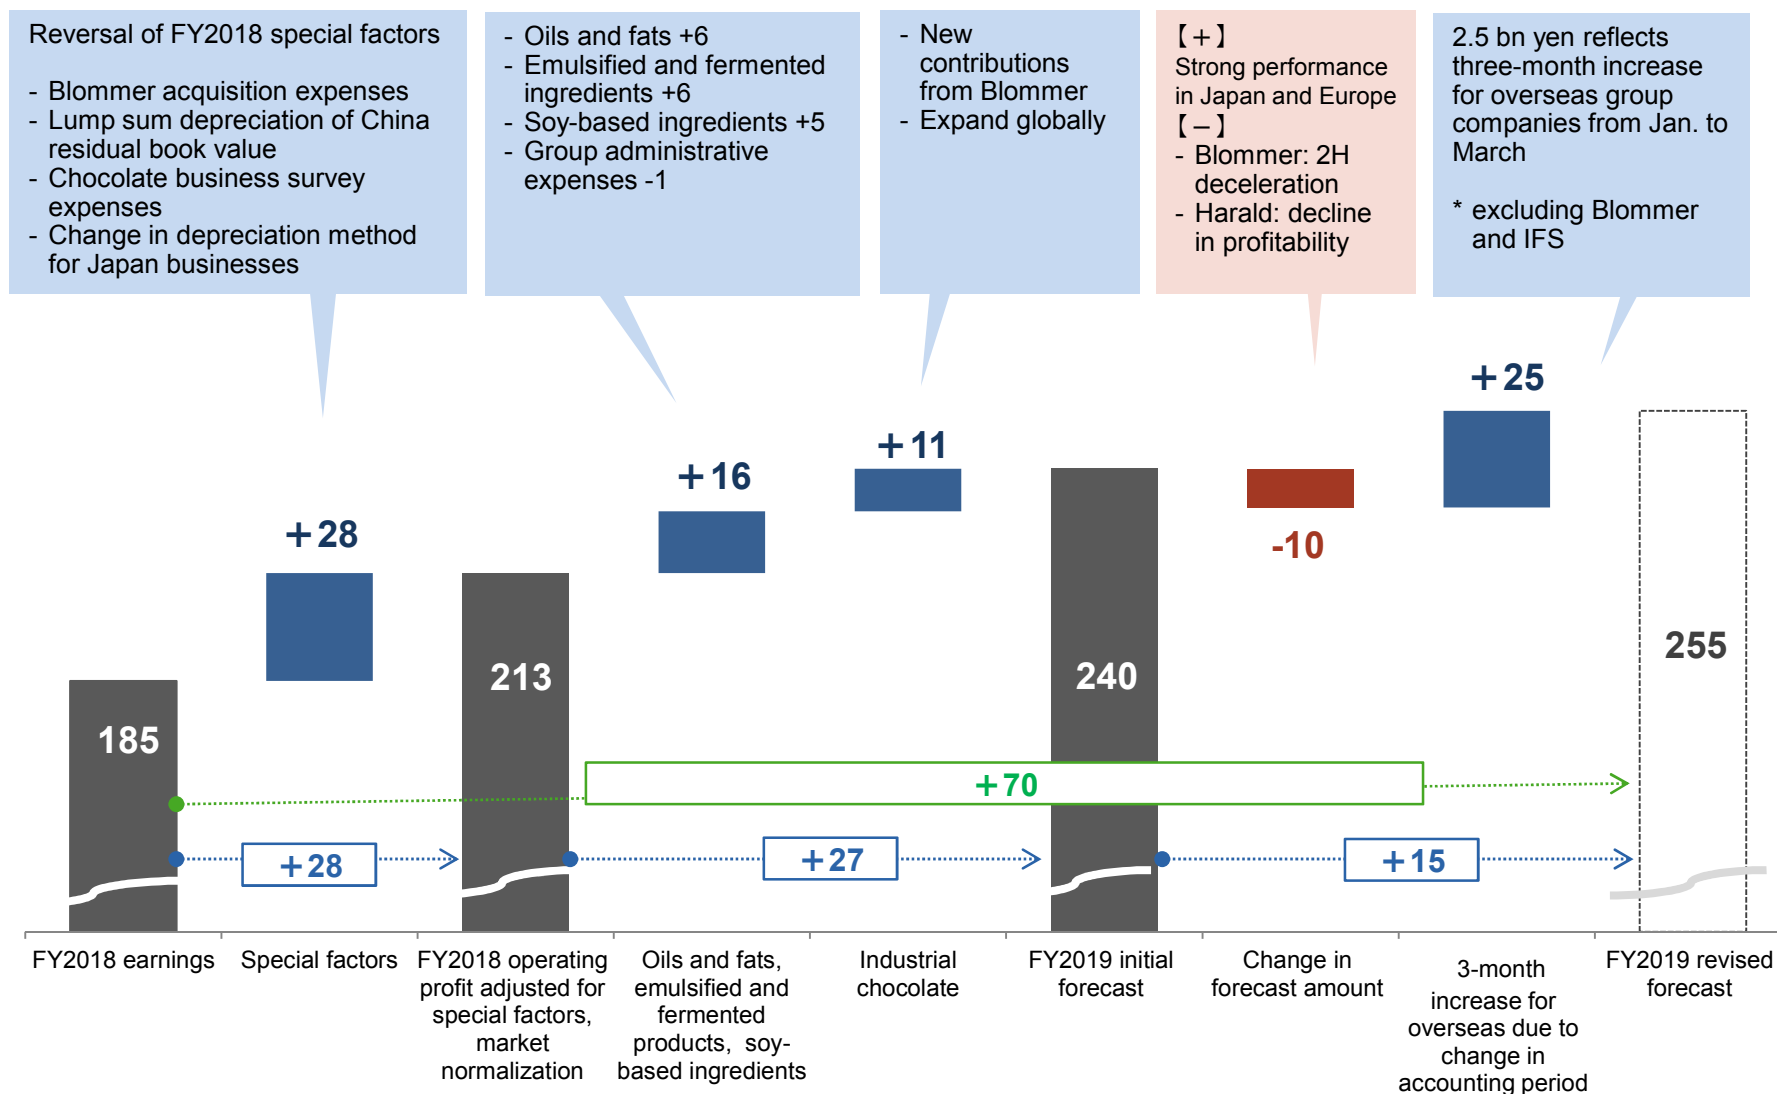 Reversal of FY2018 special factors
- Blommer acquisition expenses
- Lump sum depreciation of China
residual book value
- Chocolate business survey
expenses
- Change in depreciation method
for Japan businesses
- Oils and fats +6
- Emulsified and fermented
ingredients +6
- Soy-based ingredients +5
- Group administrative
expenses -1
- New
contributions
from Blommer
- Expand globally
【+】
Strong performance
in Japan and Europe
【-】
- Blommer: 2H
deceleration
- Harald: decline
in profitability
2.5 bn yen reflects
three-month increase
for overseas group
companies from Jan. to
March
* excluding Blommer
and IFS
+28
+16
+11
-10
+25
185
213
240
255
+70
+28
+27
+15
FY2018 earnings
Special factors
FY2018 operating
profit adjusted for
special factors,
market
normalization
Oils and fats,
emulsified and
fermented
products, soy-
based ingredients
Industrial
chocolate
FY2019 initial
forecast
Change in
forecast amount
3-month
increase for
overseas due to
change in
accounting period
FY2019 revised
forecast